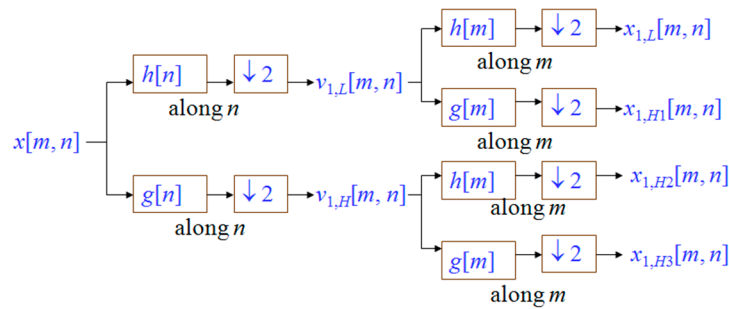 h[m] ↓2 x₁,L[m, n]
along m
h[n] ↓2 v₁,L[m, n]
along n
g[m] ↓2 x₁,H1[m, n]
along m
x[m, n]
h[m] ↓2 x₁,H2[m, n]
along m
g[n] ↓2 v₁,H[m, n]
along n
g[m] ↓2 x₁,H3[m, n]
along m